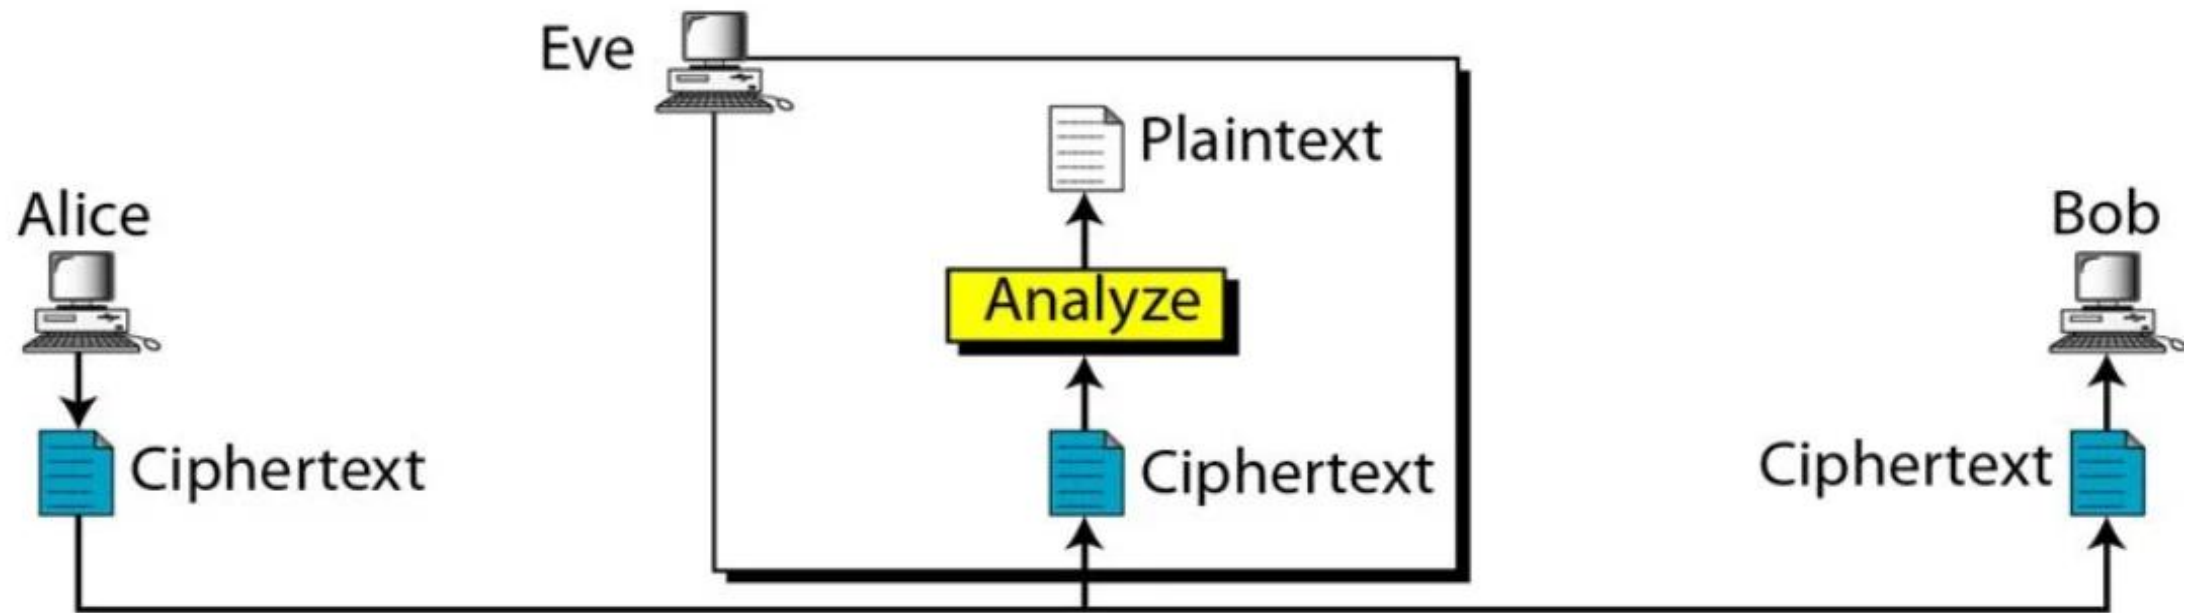 Eve
Plaintext
Alice
Bob
Analyze
Ciphertext
Ciphertext
Ciphertext